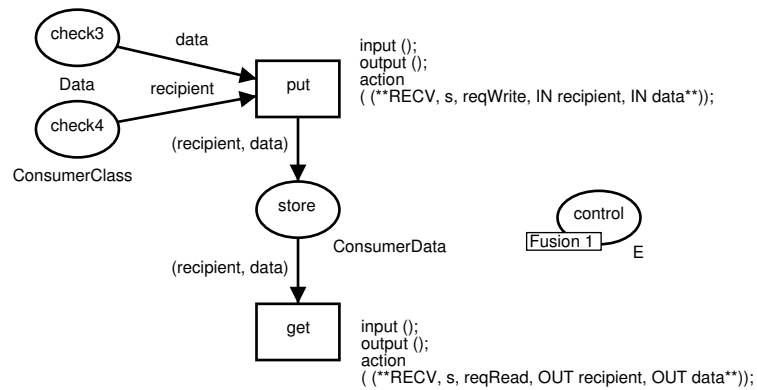 check3
data
Data
recipient
check4
ConsumerClass
put
input ();
output ();
action
( (**RECV, s, reqWrite, IN recipient, IN data**));
(recipient, data)
store
ConsumerData
control
Fusion 1
E
(recipient, data)
get
input ();
output ();
action
( (**RECV, s, reqRead, OUT recipient, OUT data**));